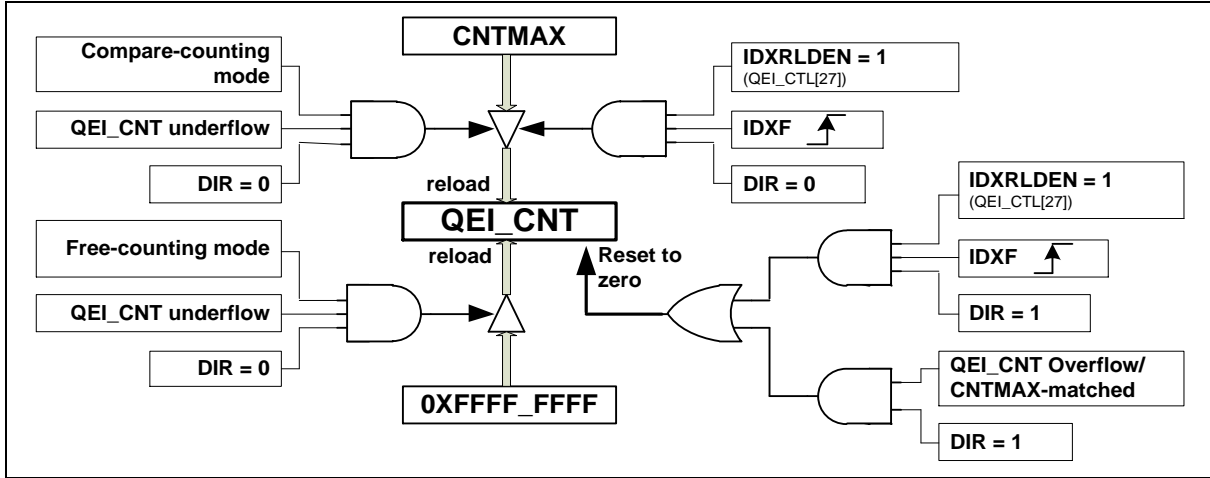 CNTMAX
Compare-counting
mode
QEI_CNT underflow
DIR = 0
IDXRLDEN = 1
(QEI_CTL[27])
IDXF
DIR = 0
reload
QEI_CNT
reload
Reset to
zero
Free-counting mode
QEI_CNT underflow
DIR = 0
0XFFFF_FFFF
IDXRLDEN = 1
(QEI_CTL[27])
IDXF
DIR = 1
QEI_CNT Overflow/
CNTMAX-matched
DIR = 1